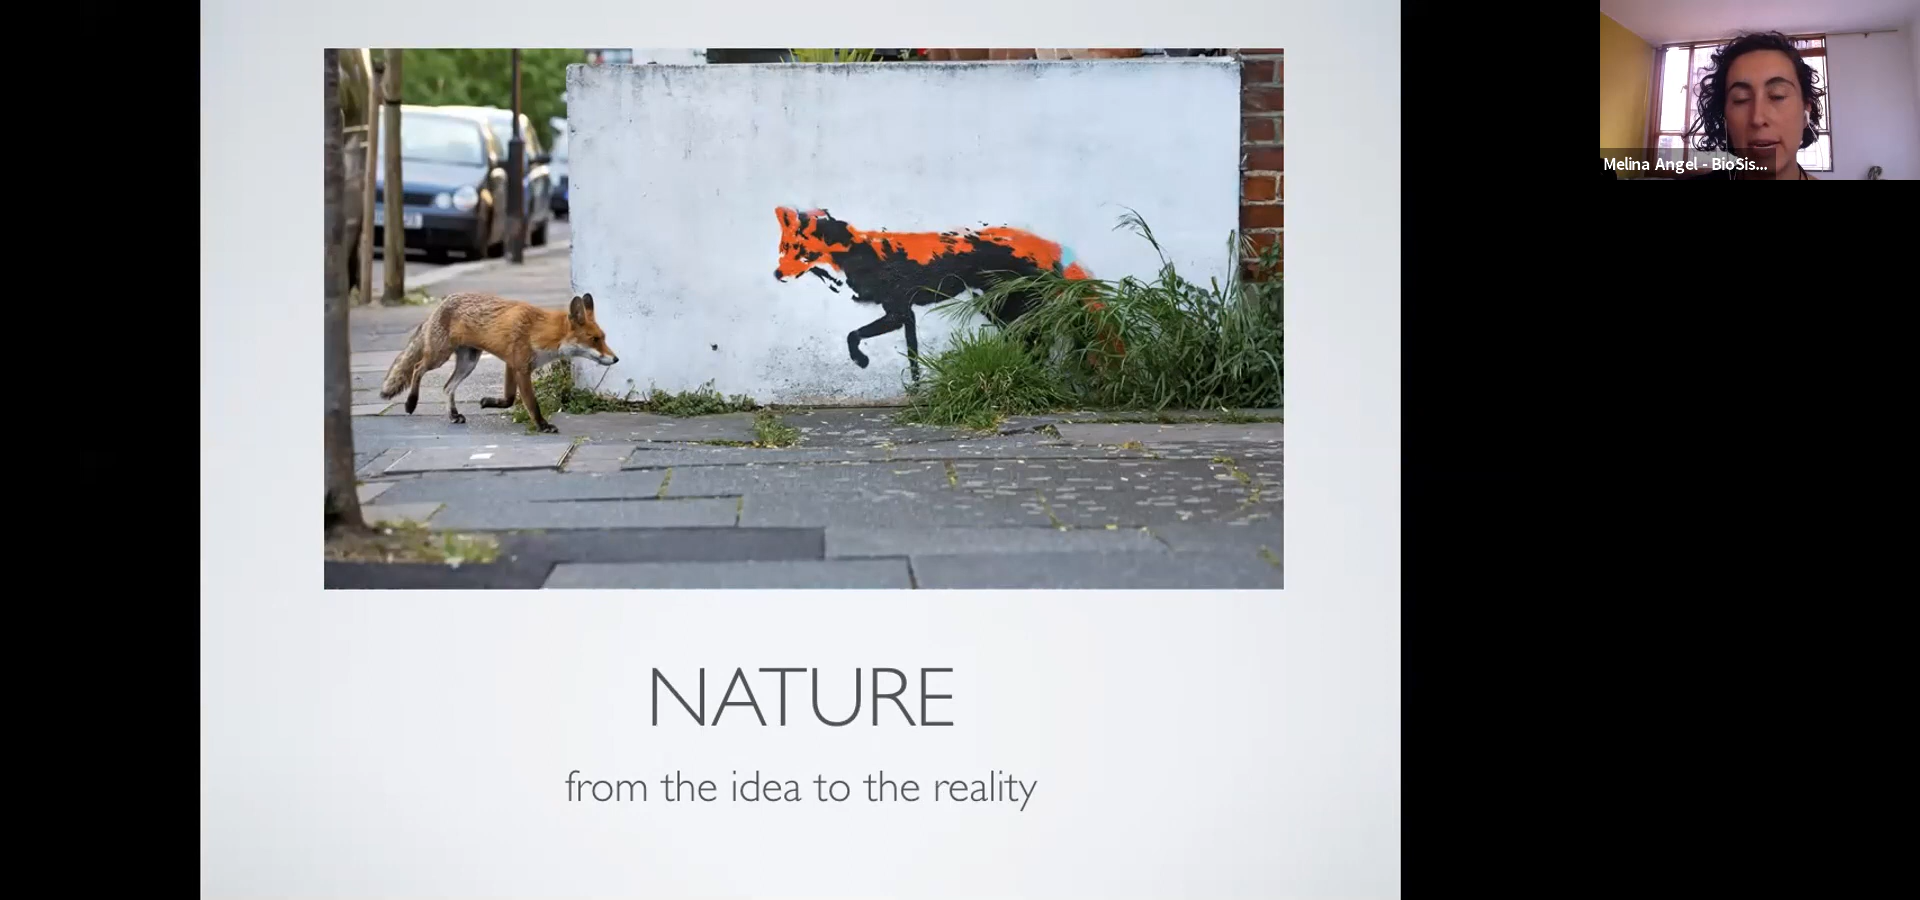 NATURE
from the idea to the reality
Melina Angel - BioSis...